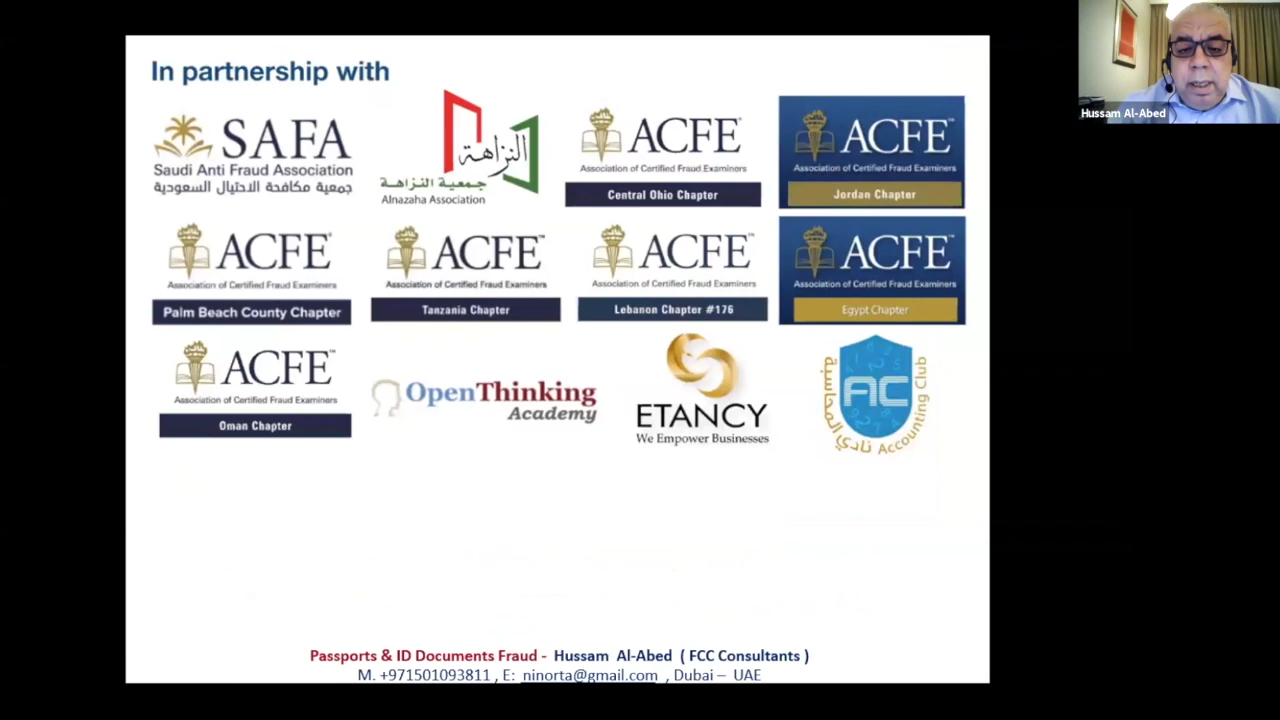 In partnership with
SAFA
Saudi Anti Fraud Association
جمعية مكافحة الاحتيال السعودية
النزاهة
جمعية النزاهة
Alnazaha Association
ACFE
Association of Certified Fraud Examiners
Central Ohio Chapter
ACFE™
Association of Certified Fraud Examiners
Jordan Chapter
ACFE
Association of Certified Fraud Examiners
Palm Beach County Chapter
ACFE™
Association of Certified Fraud Examiners
Tanzania Chapter
ACFE™
Association of Certified Fraud Examiners
Lebanon Chapter #176
ACFE™
Association of Certified Fraud Examiners
Egypt Chapter
ACFE™
Association of Certified Fraud Examiners
Oman Chapter
OpenThinking
Academy
ETANCY
We Empower Businesses
AC
نادي المحاسبة Accounting Club
Passports & ID Documents Fraud - Hussam Al-Abed ( FCC Consultants )
M. +971501093811 , E: ninorta@gmail.com , Dubai – UAE
Hussam Al-Abed